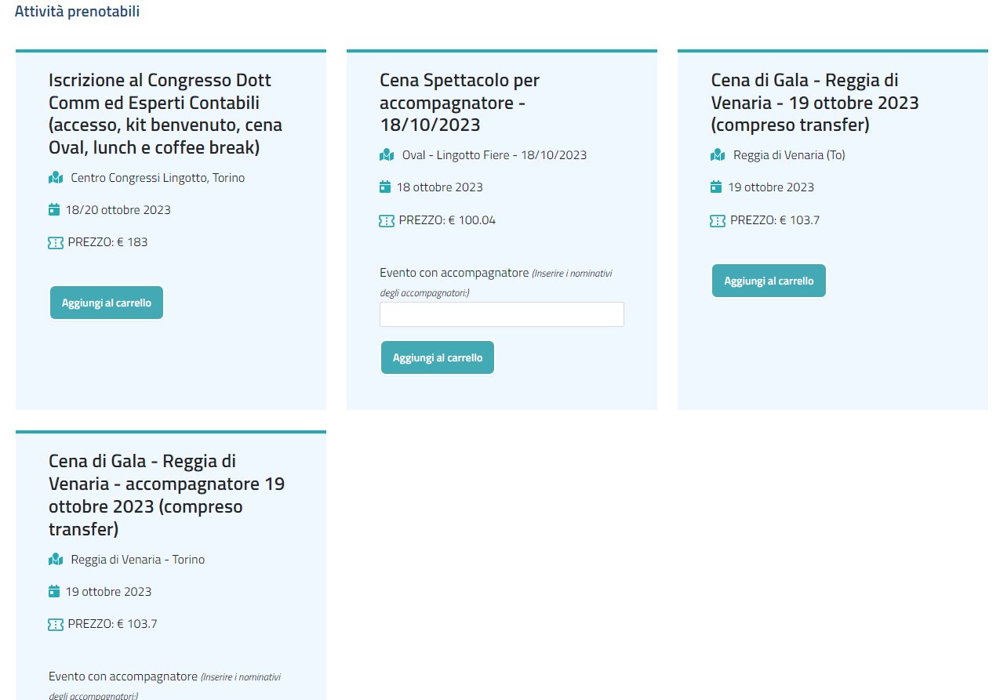 Attività prenotabili
Iscrizione al Congresso Dott
Comm ed Esperti Contabili
(accesso, kit benvenuto, cena
Oval, lunch e coffee break)
Centro Congressi Lingotto, Torino
18/20 ottobre 2023
PREZZO: € 183
Aggiungi al carrello
Cena Spettacolo per
accompagnatore -
18/10/2023
Oval - Lingotto Fiere - 18/10/2023
18 ottobre 2023
PREZZO: € 100.04
Evento con accompagnatore (Inserire i nominativi
degli accompagnatori:)
Aggiungi al carrello
Cena di Gala - Reggia di
Venaria - 19 ottobre 2023
(compreso transfer)
Reggia di Venaria (To)
19 ottobre 2023
PREZZO: € 103.7
Aggiungi al carrello
Cena di Gala - Reggia di
Venaria - accompagnatore 19
ottobre 2023 (compreso
transfer)
Reggia di Venaria - Torino
19 ottobre 2023
PREZZO: € 103.7
Evento con accompagnatore (Inserire i nominativi
degli accompagnatori:)